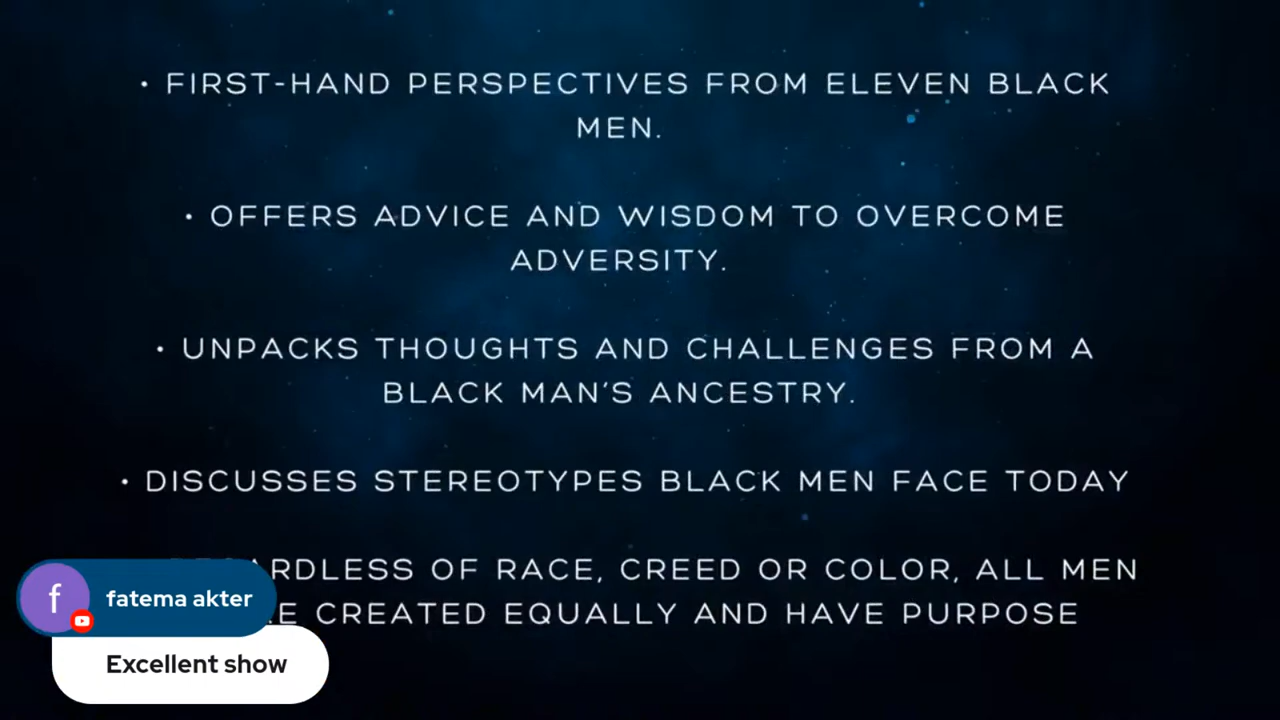 • FIRST-HAND PERSPECTIVES FROM ELEVEN BLACK
MEN.
• OFFERS ADVICE AND WISDOM TO OVERCOME
ADVERSITY.
• UNPACKS THOUGHTS AND CHALLENGES FROM A
BLACK MAN'S ANCESTRY.
• DISCUSSES STEREOTYPES BLACK MEN FACE TODAY
OF RACE, CREED OR COLOR, ALL MEN
CREATED EQUALLY AND HAVE PURPOSE
f
fatema akter
Excellent show